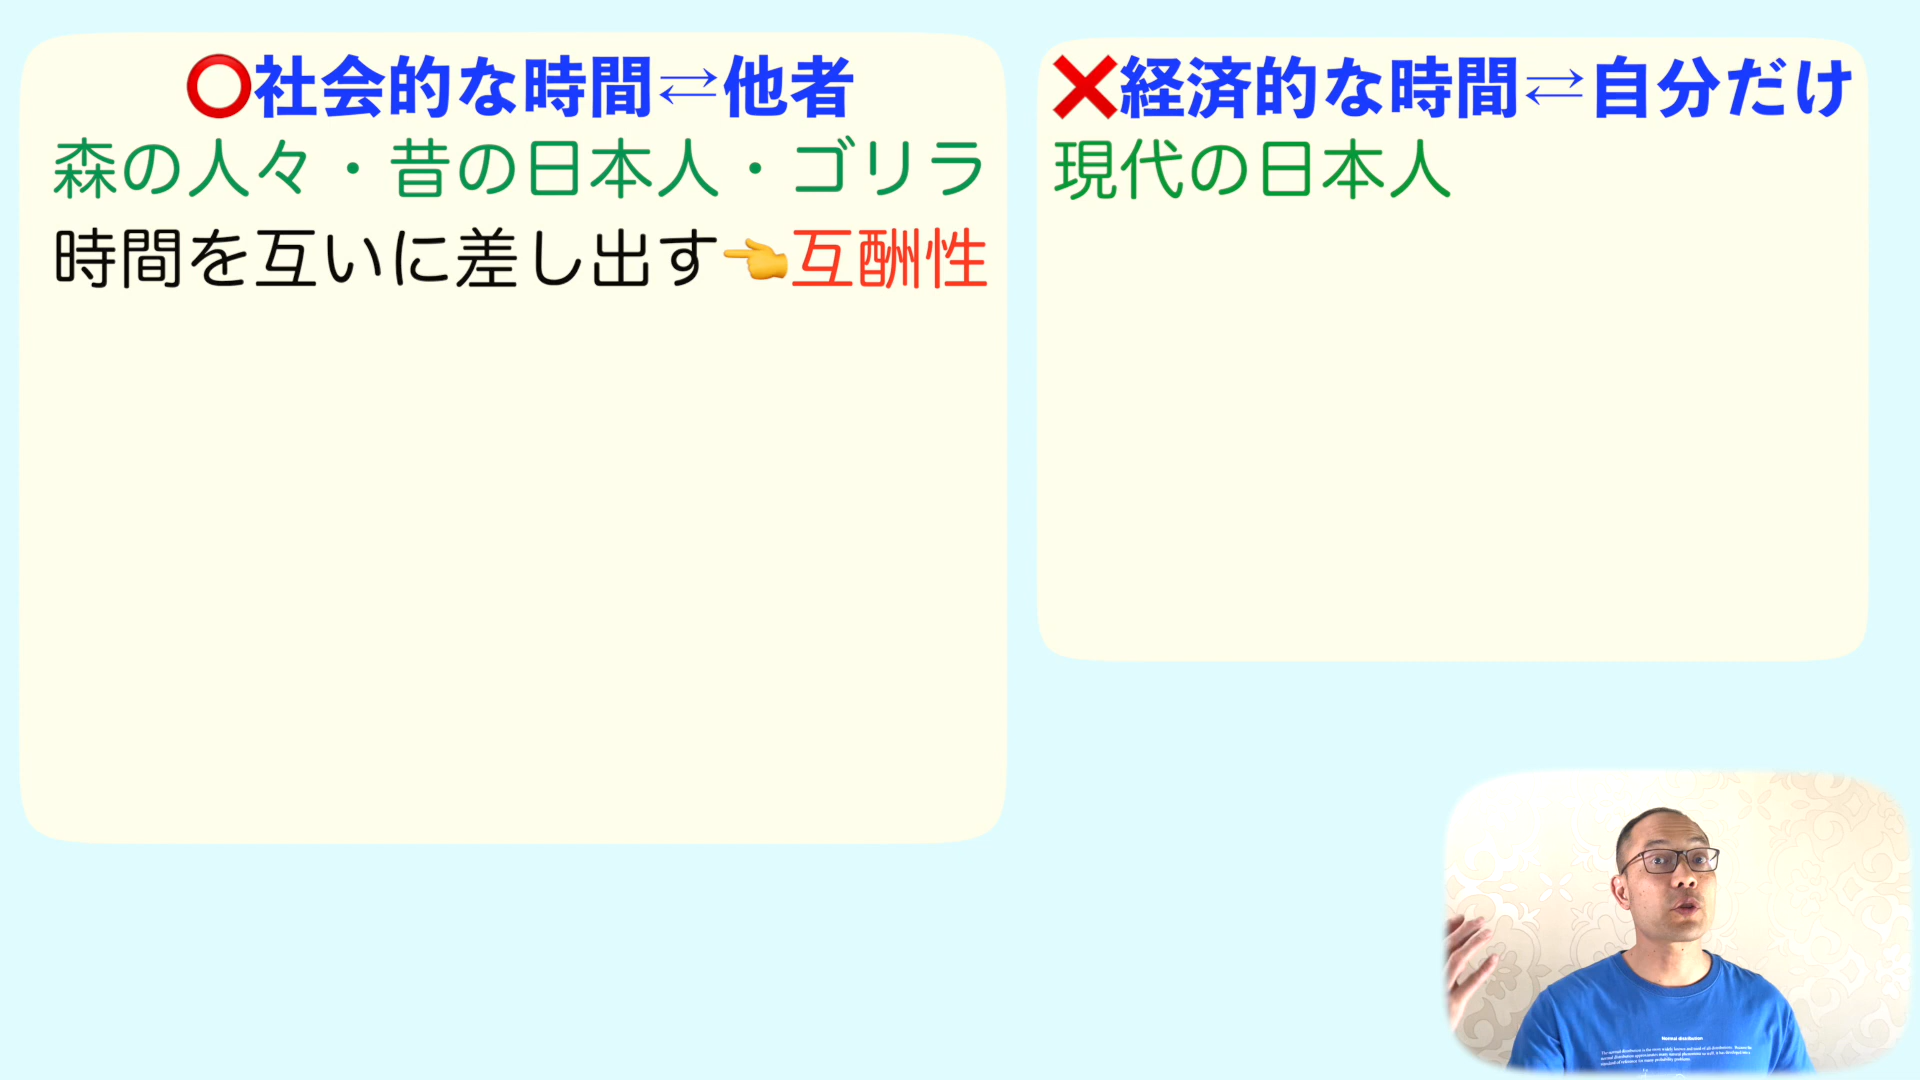 ⭕社会的な時間⇄他者
森の人々・昔の日本人・ゴリラ
時間を互いに差し出す👈互酬性
❌経済的な時間⇄自分だけ
現代の日本人
Normal distribution